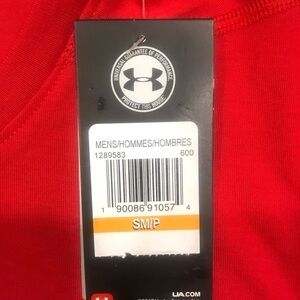 UNIVERSAL GUARANTEE OF PERFORMANCE
PROTECT THIS HOUSE
MENS/HOMMES/HOMBRES
1289583 600
1 90086 91057 4
SM/P
UA.COM